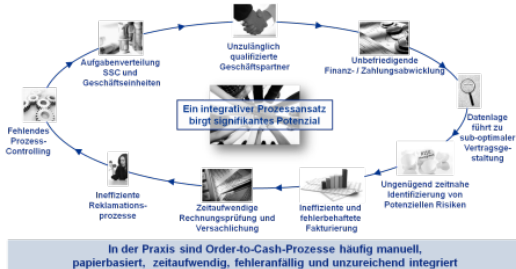 Unzulänglich
qualifizierte
Geschäftspartner
Unbefriedigende
Finanz- / Zahlungsabwicklung
Datenlage
führt zu
sub-optimaler
Vertragsge-
staltung
Ungenügend zeitnahe
Identifizierung von
Potenziellen Risiken
Ineffiziente und
fehlerbehaftete
Fakturierung
Zeitaufwendige
Rechnungsprüfung und
Versachlichung
Ineffiziente
Reklamations-
prozesse
Fehlendes
Prozess-
Controlling
Aufgabenverteilung
SSC und
Geschäftseinheiten
Ein integrativer Prozessansatz
birgt signifikantes Potenzial
In der Praxis sind Order-to-Cash-Prozesse häufig manuell,
papierbasiert, zeitaufwendig, fehleranfällig und unzureichend integriert